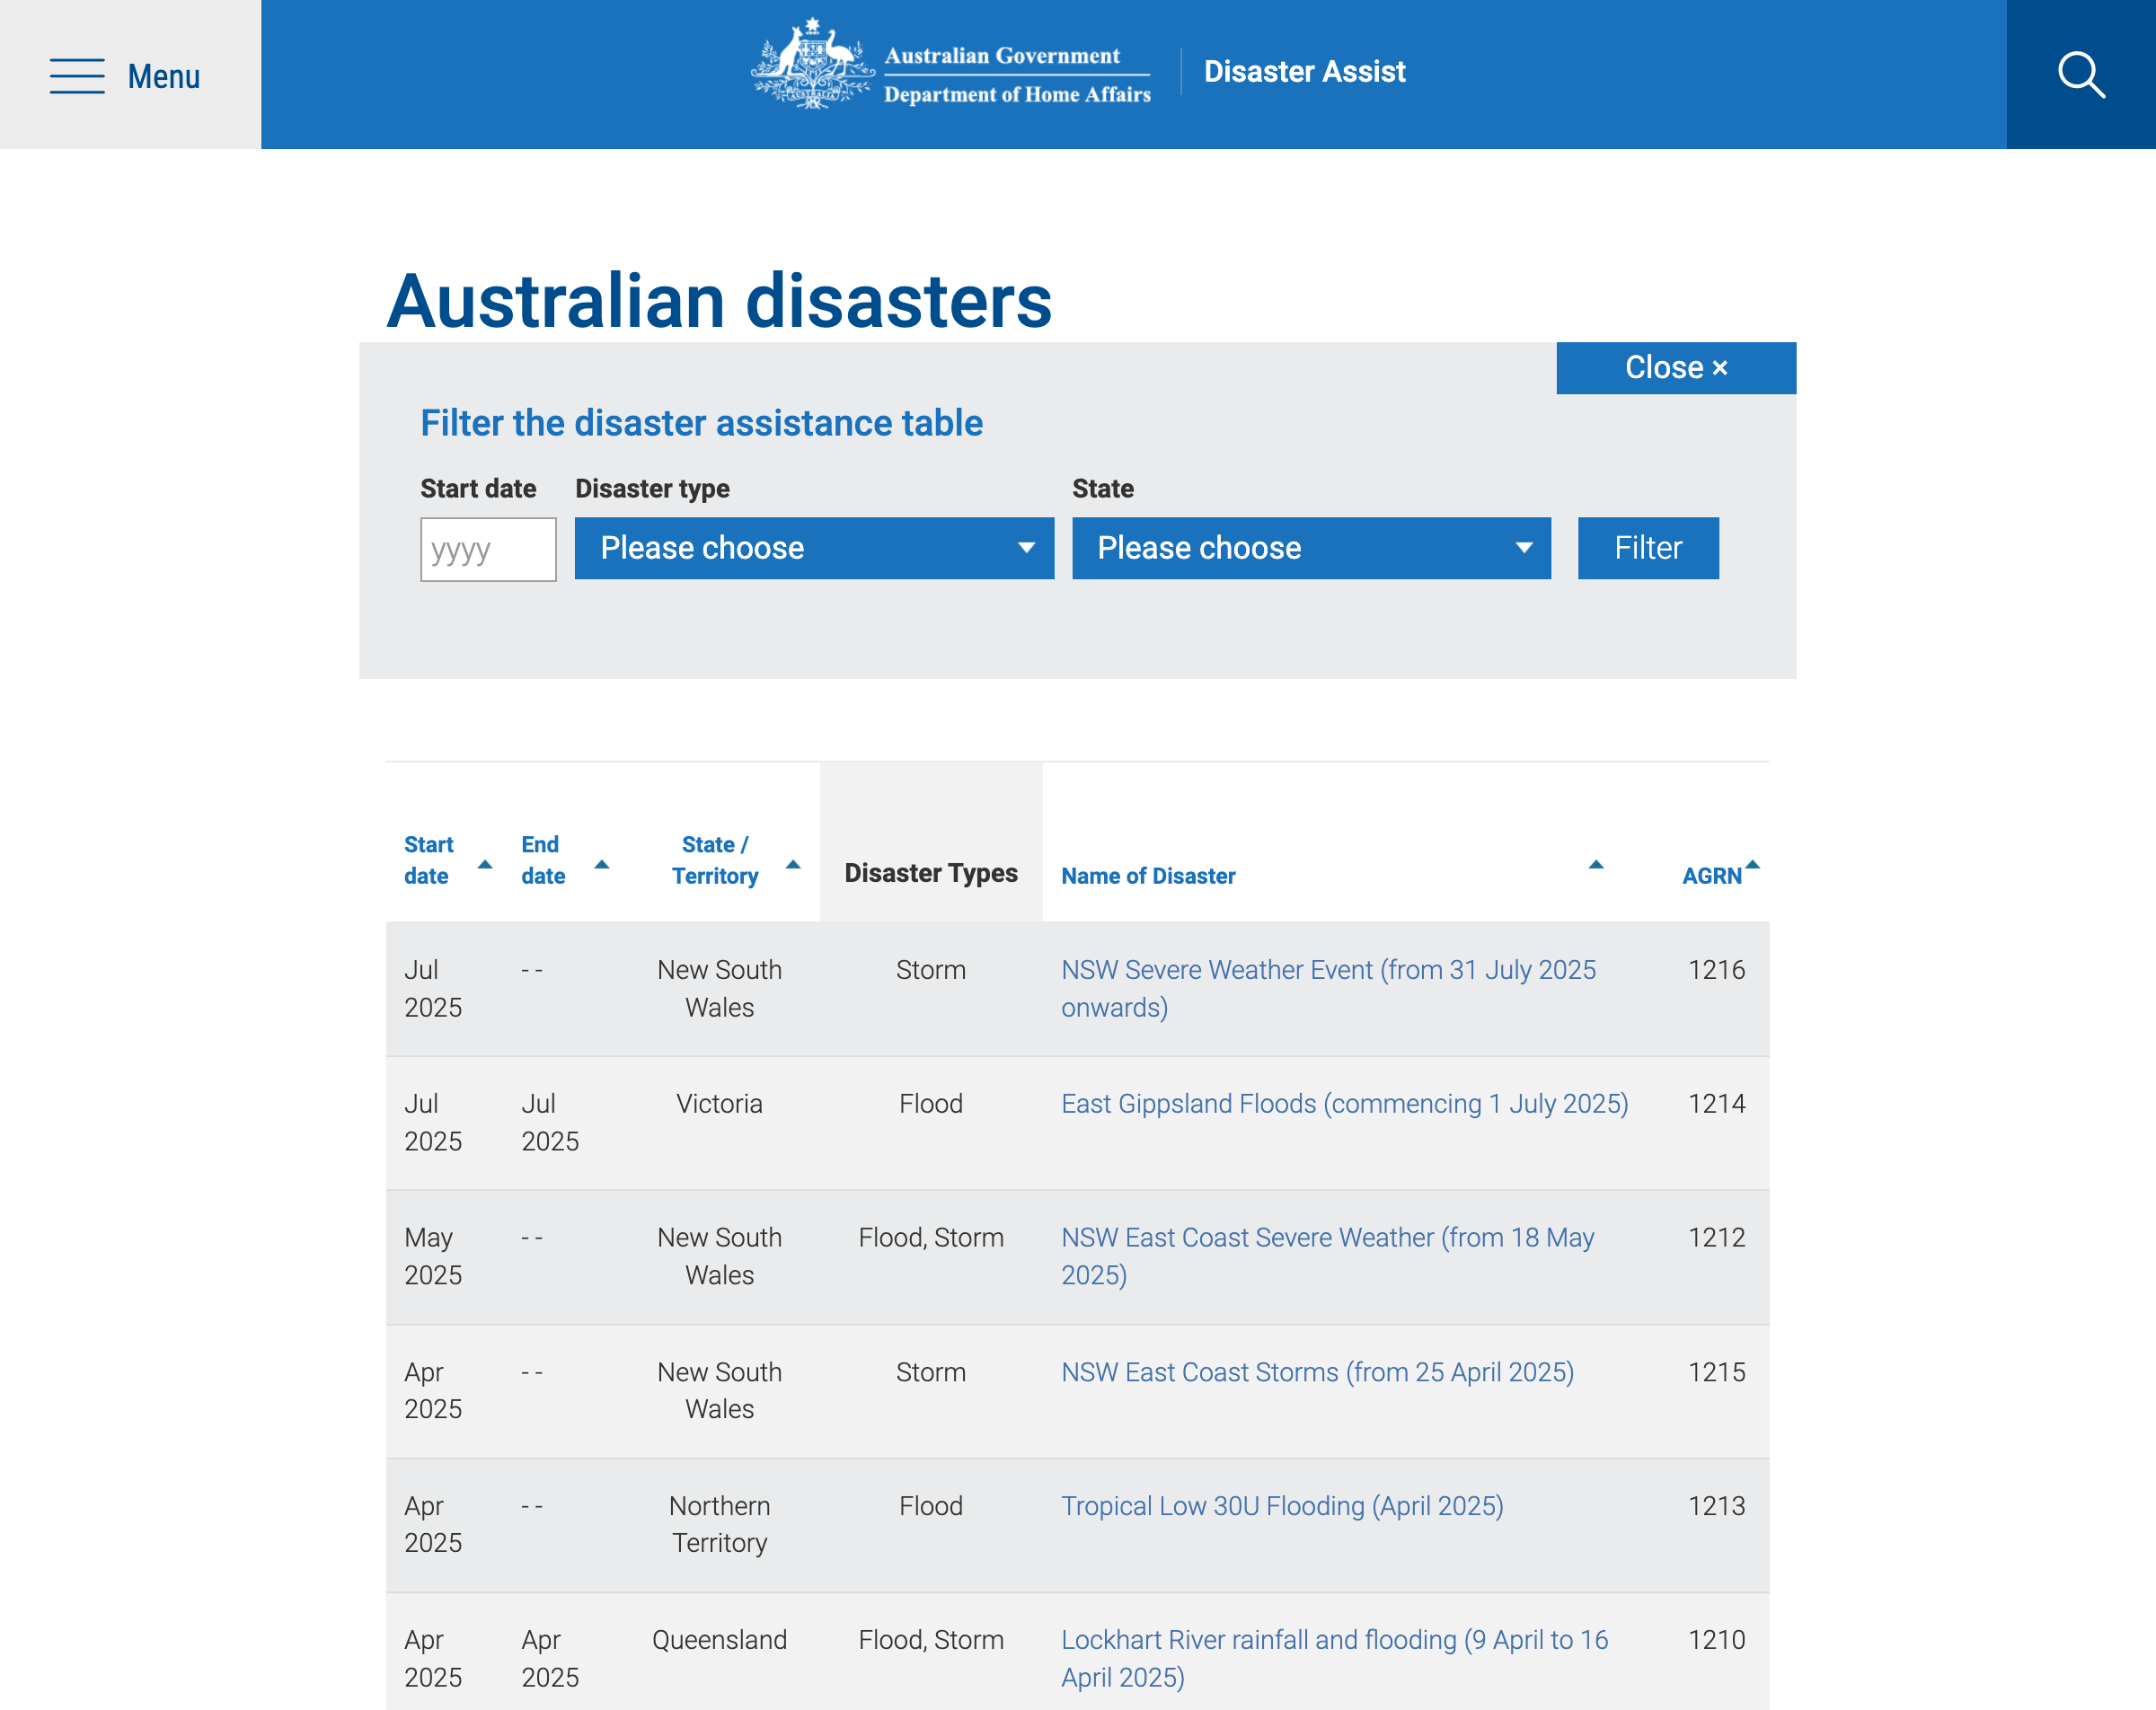 Menu
Australian Government
Department of Home Affairs
Disaster Assist
Australian disasters
Close ×
Filter the disaster assistance table
Start date Disaster type State
yyyy Please choose Please choose Filter
Start date End date State / Territory Disaster Types Name of Disaster AGRN
Jul 2025 -- New South Wales Storm NSW Severe Weather Event (from 31 July 2025 onwards) 1216
Jul 2025 Jul 2025 Victoria Flood East Gippsland Floods (commencing 1 July 2025) 1214
May 2025 -- New South Wales Flood, Storm NSW East Coast Severe Weather (from 18 May 2025) 1212
Apr 2025 -- New South Wales Storm NSW East Coast Storms (from 25 April 2025) 1215
Apr 2025 -- Northern Territory Flood Tropical Low 30U Flooding (April 2025) 1213
Apr 2025 Apr 2025 Queensland Flood, Storm Lockhart River rainfall and flooding (9 April to 16 April 2025) 1210